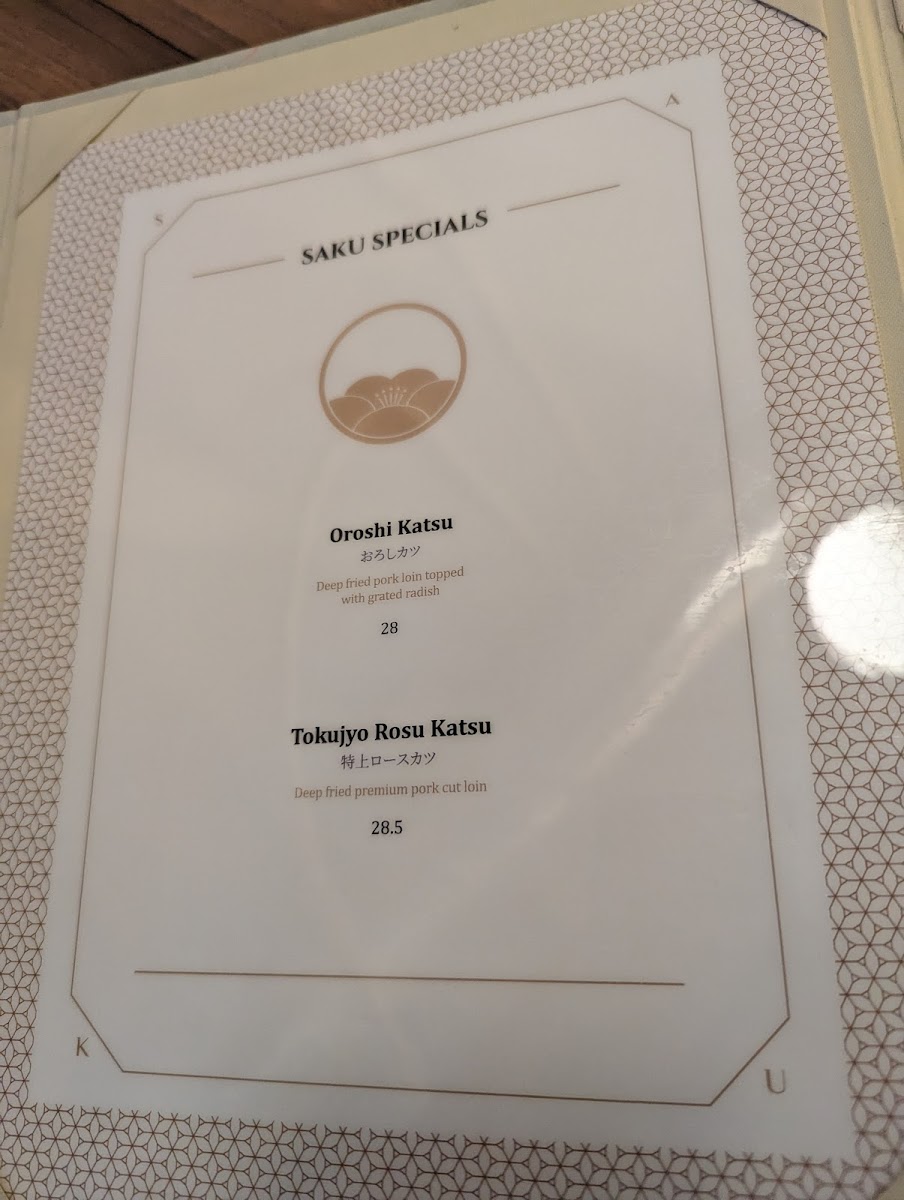 S
A
SAKU SPECIALS
Oroshi Katsu
おろしカツ
Deep fried pork loin topped
with grated radish
28
Tokujyo Rosu Katsu
特上ロースカツ
Deep fried premium pork cut loin
28.5
K
U